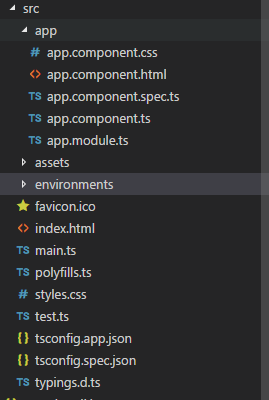 src
app
# app.component.css
<> app.component.html
TS app.component.spec.ts
TS app.component.ts
TS app.module.ts
assets
environments
favicon.ico
<> index.html
TS main.ts
TS polyfills.ts
# styles.css
TS test.ts
{ } tsconfig.app.json
{ } tsconfig.spec.json
TS typings.d.ts